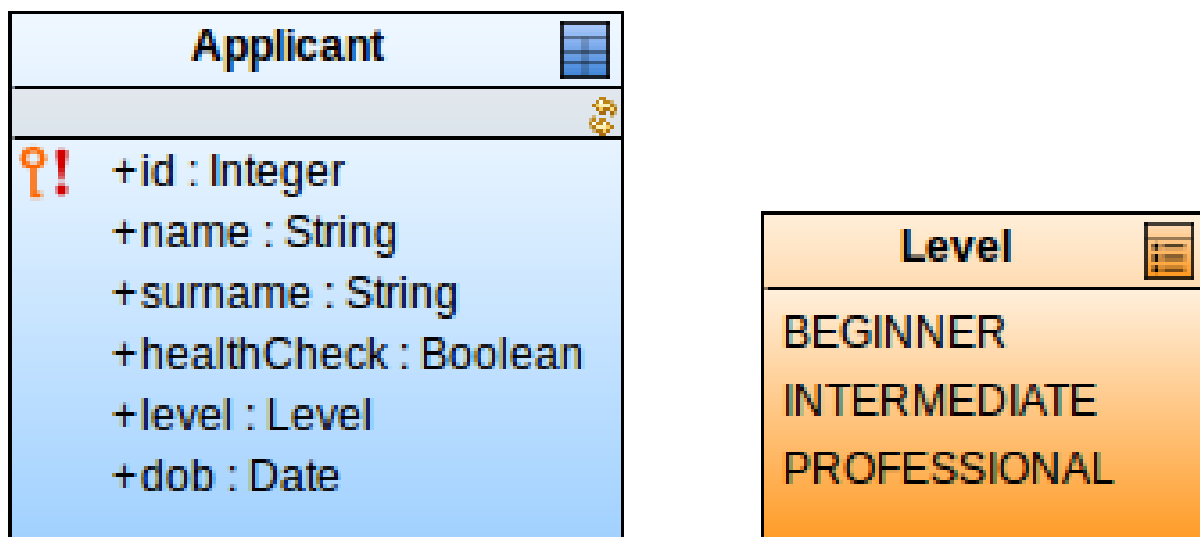 Applicant
+id : Integer
+name : String
+surname : String
+healthCheck : Boolean
+level : Level
+dob : Date
Level
BEGINNER
INTERMEDIATE
PROFESSIONAL